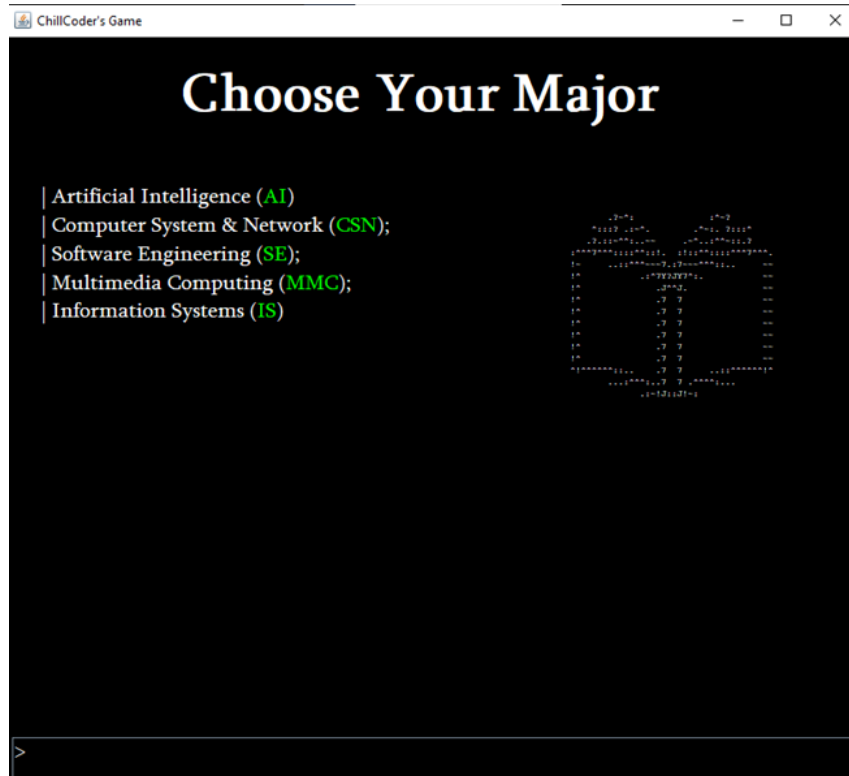 ChillCoder's Game
Choose Your Major
| Artificial Intelligence (AI)
| Computer System & Network (CSN);
| Software Engineering (SE);
| Multimedia Computing (MMC);
| Information Systems (IS)
>